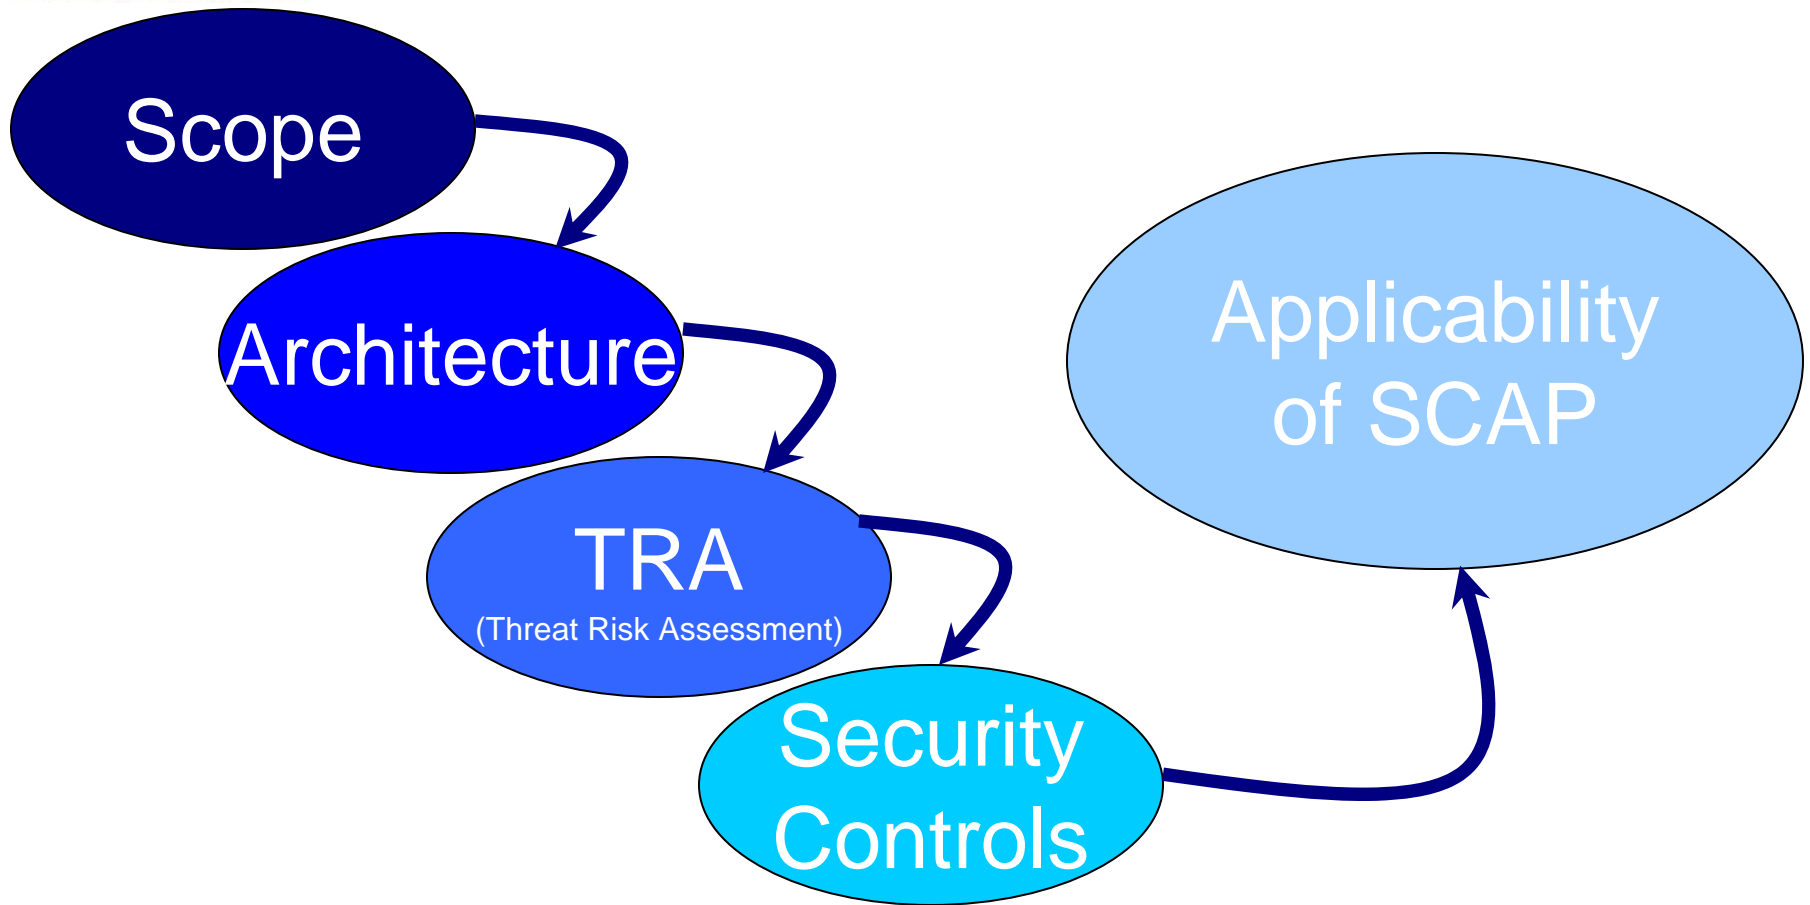 Scope
Architecture
TRA
(Threat Risk Assessment)
Security
Controls
Applicability
of SCAP